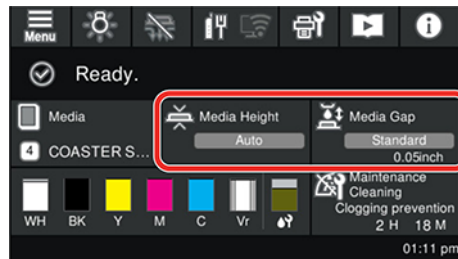 Menu
Ready.
Media
Media Height
Media Gap
Auto
Standard
4 COASTER S...
0.05inch
Maintenance
Cleaning
Clogging prevention
2 H 18 M
WH BK Y M C Vr
01:11 pm